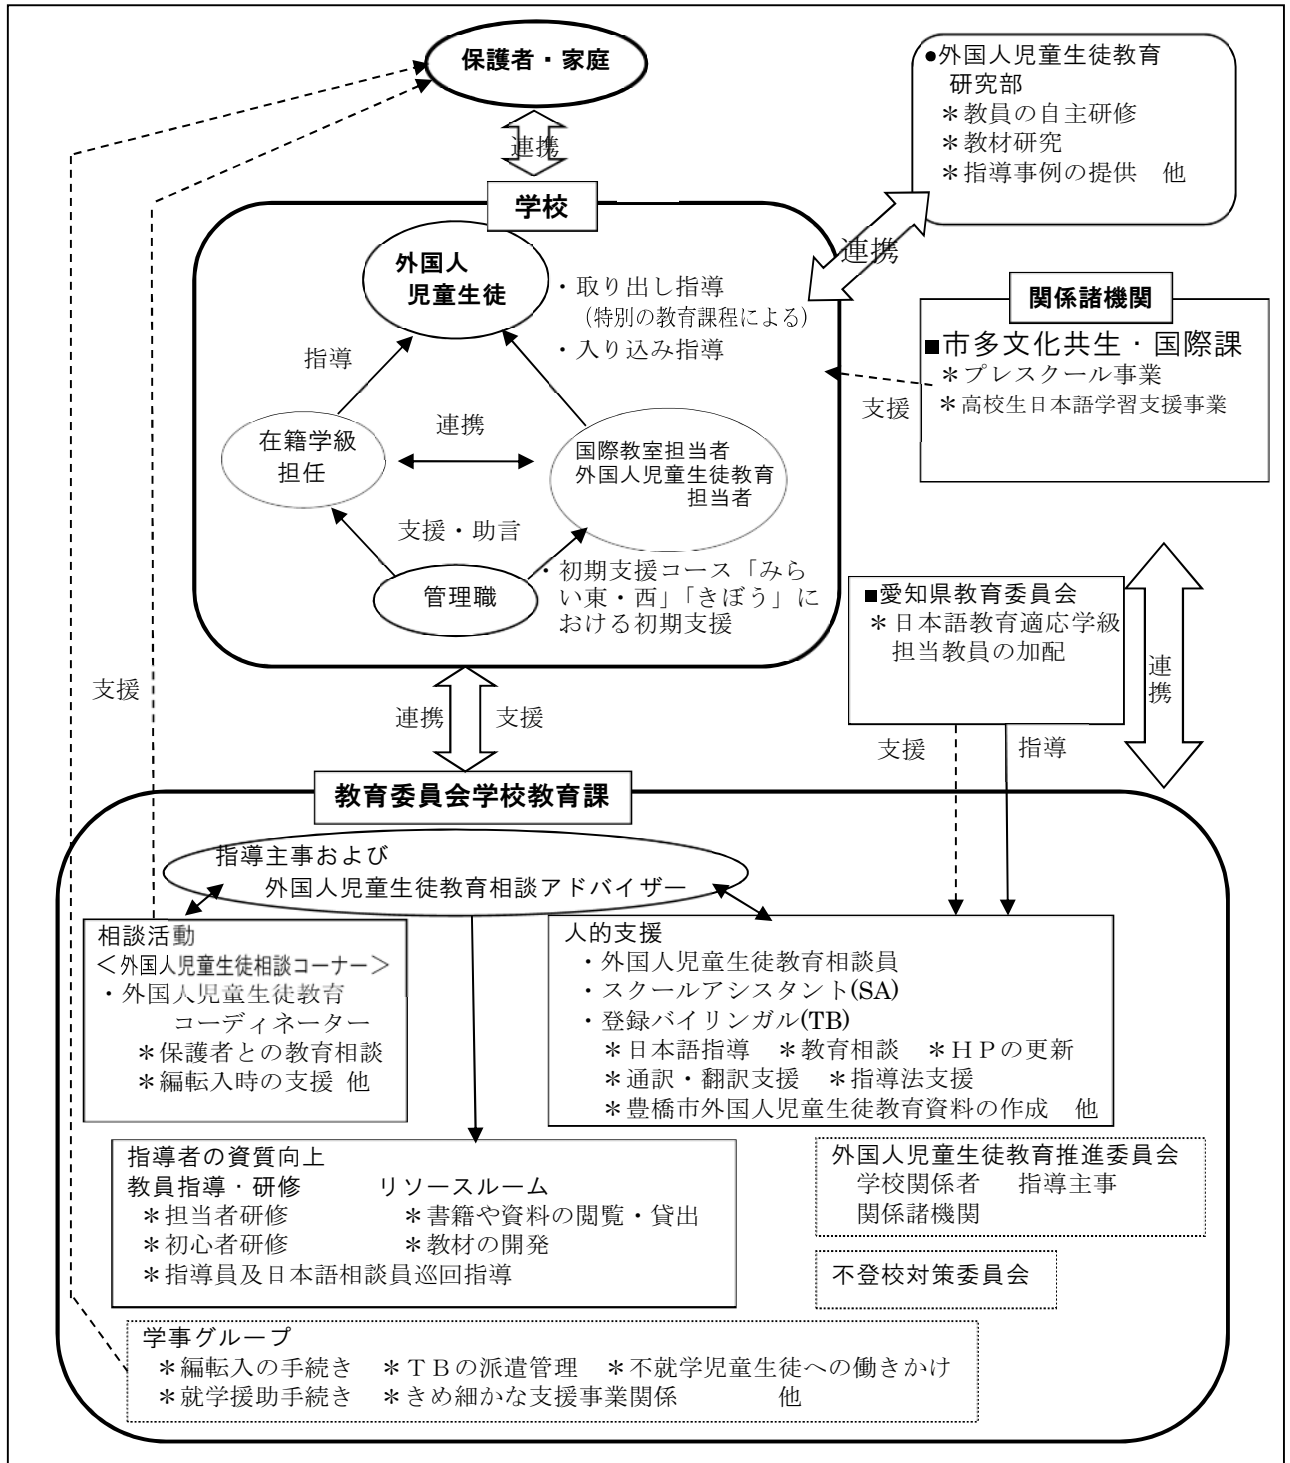 保護者・家庭
連携
●外国人児童生徒教育
研究部
＊教員の自主研修
＊教材研究
＊指導事例の提供　他
連携
学校
外国人
児童生徒
・取り出し指導
（特別の教育課程による）
・入り込み指導
指導
在籍学級
担任
連携
国際教室担当者
外国人児童生徒教育
担当者
支援・助言
管理職
・初期支援コース「みら
い東・西」「きぼう」に
おける初期支援
関係諸機関
■市多文化共生・国際課
＊プレスクール事業
＊高校生日本語学習支援事業
支援
■愛知県教育委員会
＊日本語教育適応学級
担当教員の加配
連携
支援
指導
支援
連携
支援
教育委員会学校教育課
指導主事および
外国人児童生徒教育相談アドバイザー
相談活動
＜外国人児童生徒相談コーナー＞
・外国人児童生徒教育
コーディネーター
＊保護者との教育相談
＊編転入時の支援 他
人的支援
・外国人児童生徒教育相談員
・スクールアシスタント(SA)
・登録バイリンガル(TB)
＊日本語指導　＊教育相談　＊ＨＰの更新
＊通訳・翻訳支援　＊指導法支援
＊豊橋市外国人児童生徒教育資料の作成　他
指導者の資質向上
教員指導・研修　　　リソースルーム
＊担当者研修　　　　　＊書籍や資料の閲覧・貸出
＊初心者研修　　　　　＊教材の開発
＊指導員及日本語相談員巡回指導
外国人児童生徒教育推進委員会
学校関係者　指導主事
関係諸機関
不登校対策委員会
学事グループ
＊編転入の手続き　＊ＴＢの派遣管理　＊不就学児童生徒への働きかけ
＊就学援助手続き　＊きめ細かな支援事業関係　　　　他